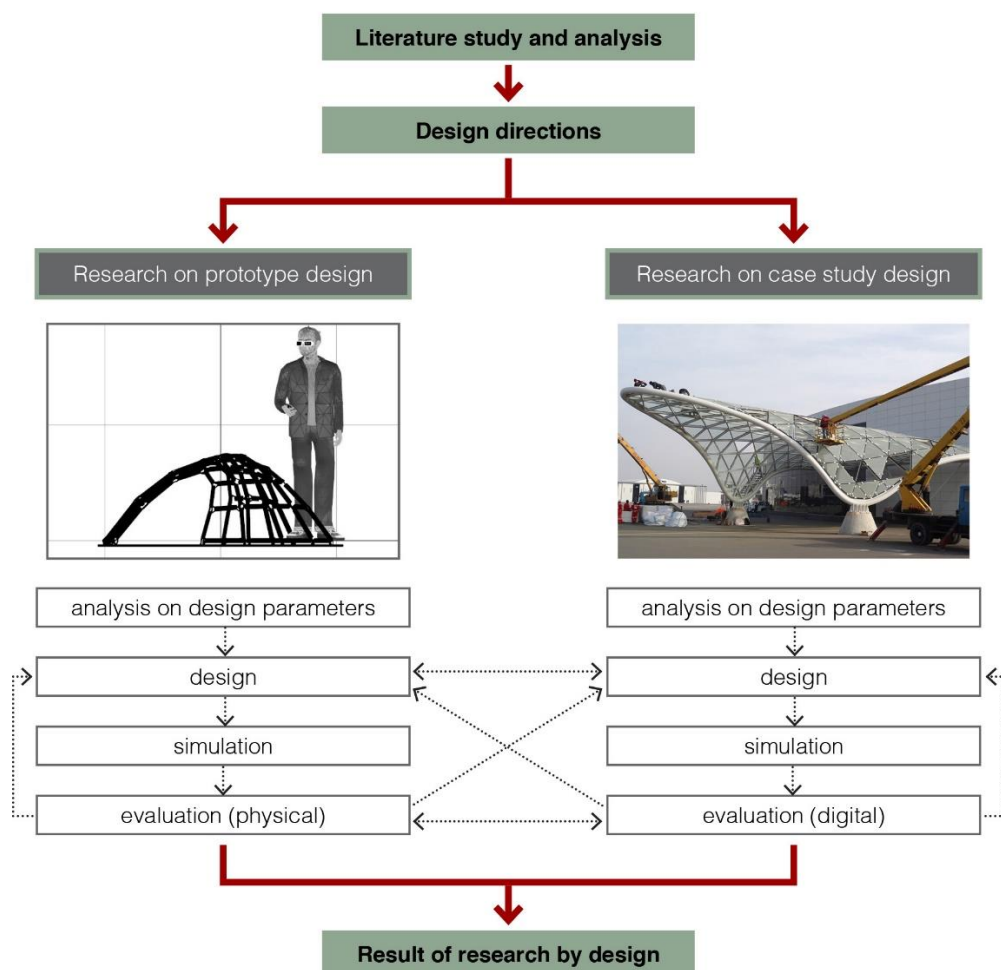 Literature study and analysis
Design directions
Research on prototype design
Research on case study design
analysis on design parameters
analysis on design parameters
design
design
simulation
simulation
evaluation (physical)
evaluation (digital)
Result of research by design